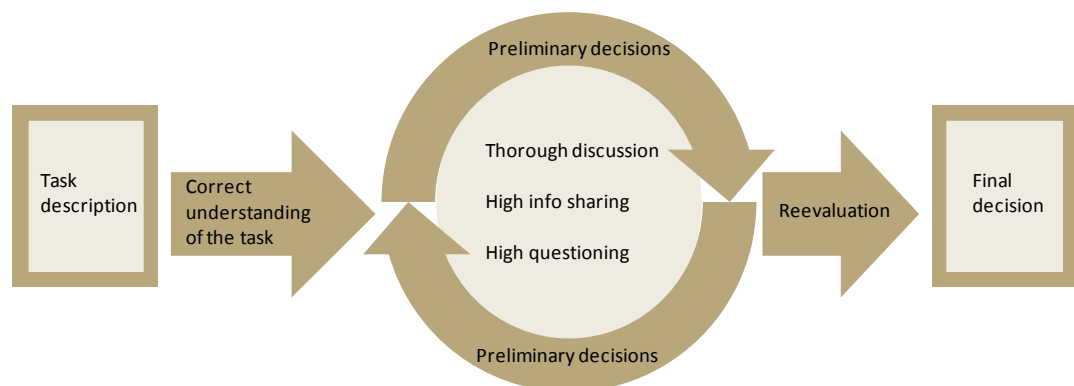 Preliminary decisions
Task
description
Correct
understanding
of the task
Thorough discussion
High info sharing
High questioning
Reevaluation
Final
decision
Preliminary decisions